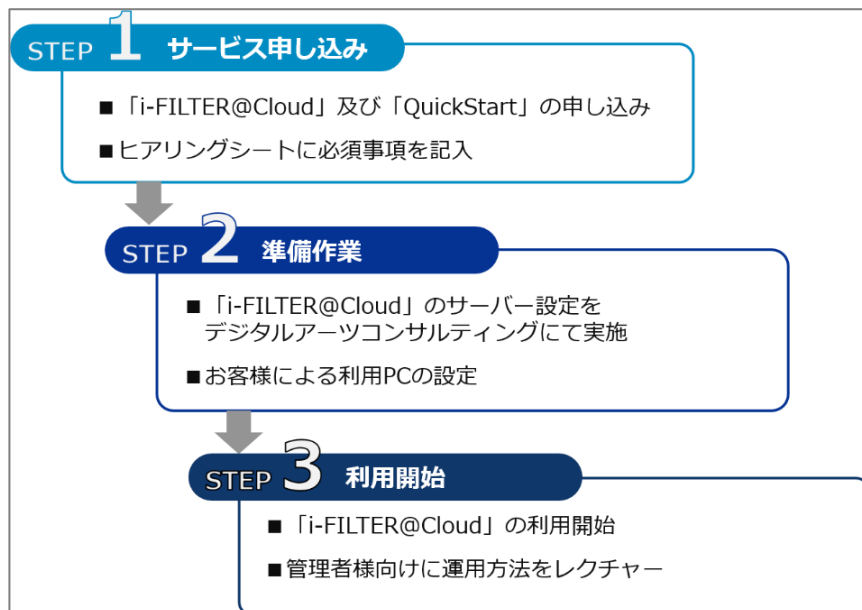 STEP 1 サービス申し込み
■「i-FILTER@Cloud」及び「QuickStart」の申し込み
■ヒアリングシートに必須事項を記入
STEP 2 準備作業
■「i-FILTER@Cloud」のサーバー設定を
デジタルアーツコンサルティングにて実施
■お客様による利用PCの設定
STEP 3 利用開始
■「i-FILTER@Cloud」の利用開始
■管理者様向けに運用方法をレクチャー